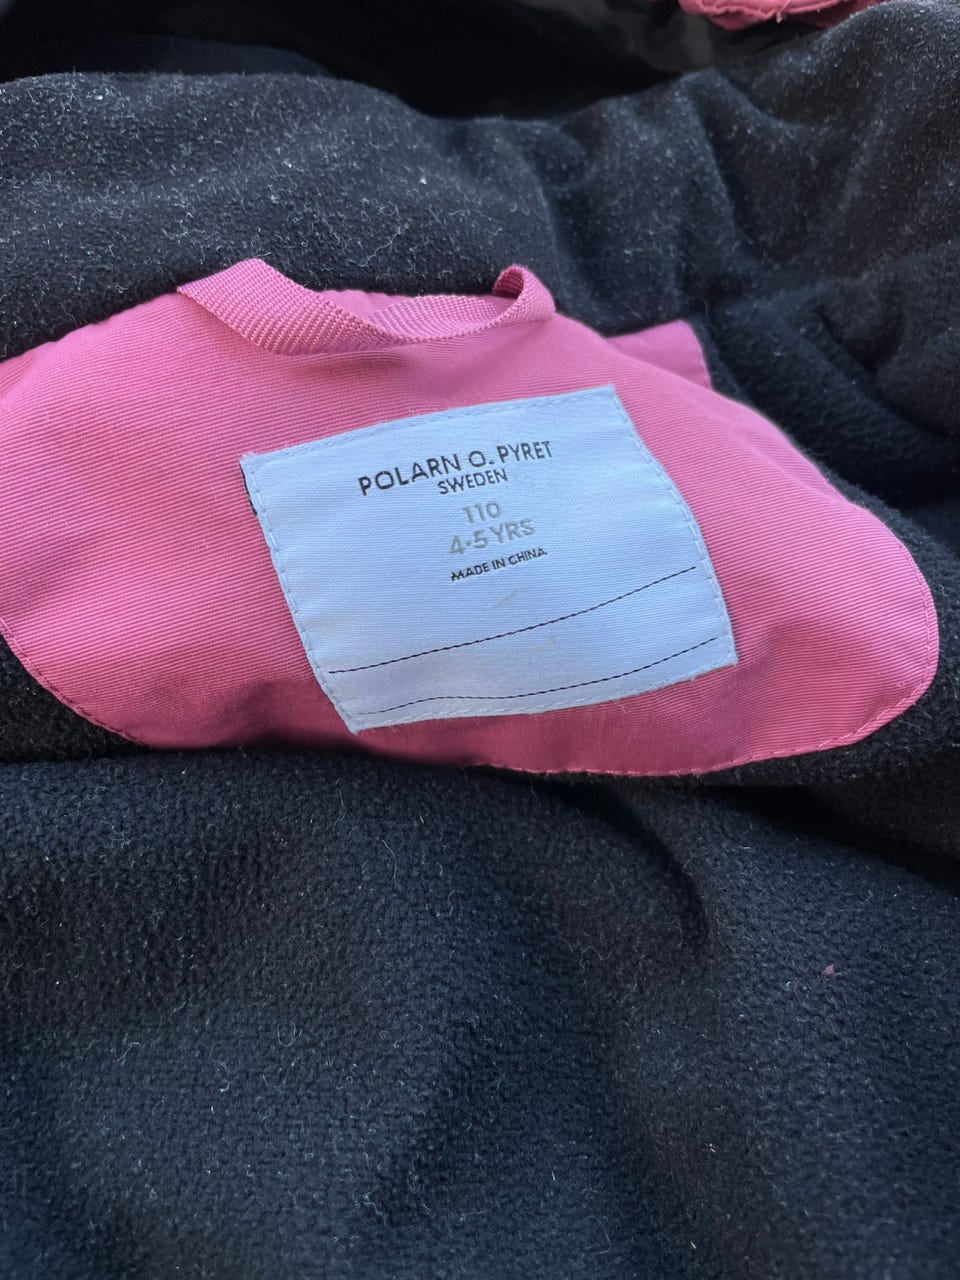 POLARN O. PYRET
SWEDEN
110
4-5 YRS
MADE IN CHINA